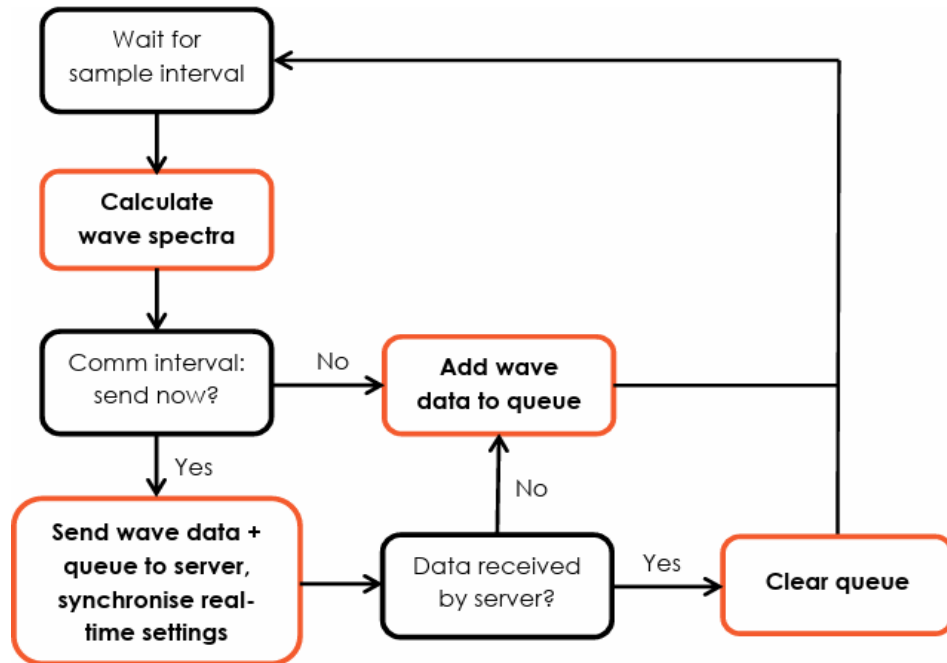 Wait for
sample interval
Calculate
wave spectra
Comm interval:
send now?
No
Add wave
data to queue
Yes
No
Send wave data +
queue to server,
synchronise real-
time settings
Data received
by server?
Yes
Clear queue